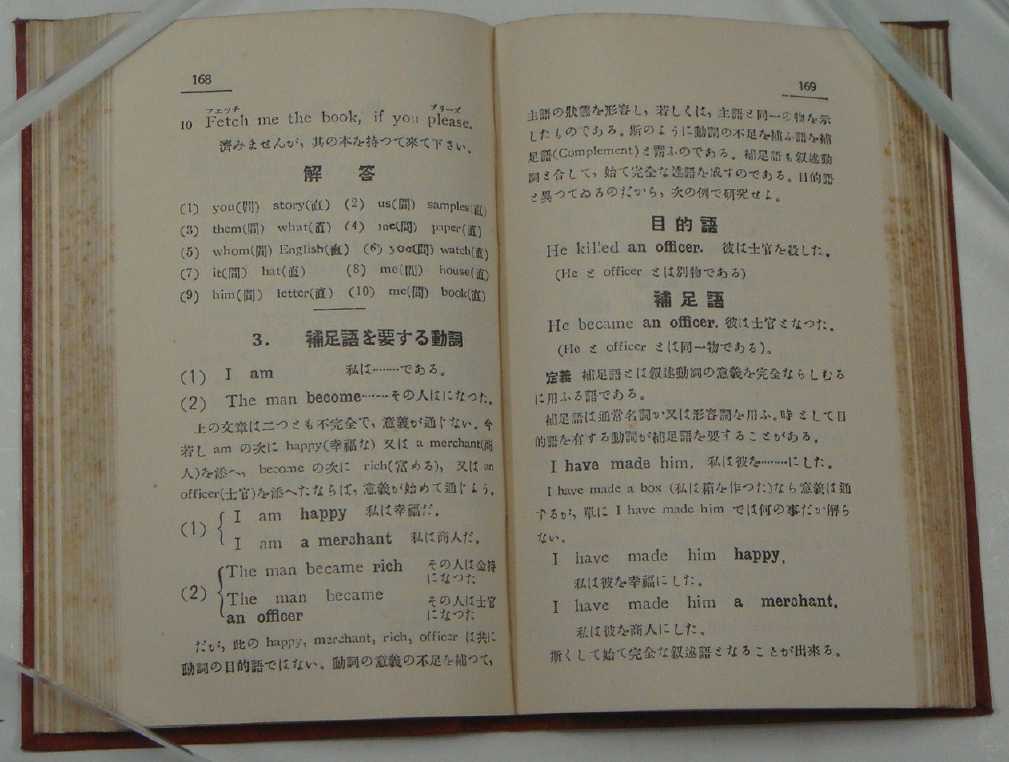 168
フェッチ プリーズ
10 Fetch me the book, if you please.
濟みませんが，其の本を持つて來て下さい。
解 答
(1) you(間) story(直) (2) us(間) samples(直)
(3) them(間) what(直) (4) me(間) paper(直)
(5) whom(間) English(直) (6) you(間) watch(直)
(7) it(間) hat(直) (8) me(間) house(直)
(9) him(間) letter(直) (10) me(間) book(直)
3. 補足語を要する動詞
(1) I am 私は………である。
(2) The man become……その人はになつた。
上の文章は二つとも不完全で，意義が通じない。今
若し am の次に happy(幸福な) 又は a merchant(商
人)を添へ， become の次に rich(富める)， 又は an
officer(士官)を添へたならば，意義が始めて通じよう。
(1) I am happy 私は幸福だ。
I am a merchant 私は商人だ。
(2) The man became rich その人は金持
になつた
The man became その人は士官
an officer になつた
だから，此の happy, merchant, rich, officer は共に
動詞の目的語ではない。動詞の意義の不足を補つて，
169
主語の狀態を形容し，若しくは，主語と同一の物を示
したものである。斯のように動詞の不足を補ふ語を補
足語(Complement)と謂ふのである。補足語も叙述動
詞と合して，始て完全な述語を成すのである。目的語
と異つてゐるのだから，次の例で硏究せよ。
目的語
He killed an officer. 彼は士官を殺した。
(He と officer とは別物である)
補足語
He became an officer. 彼は士官となつた。
(He と officer とは同一物である)。
定義 補足語とは叙述動詞の意義を完全ならしむる
に用ふる語である。
補足語は通常名詞か又は形容詞を用ふ。時として目
的語を有する動詞が補足語を要することがある。
I have made him. 私は彼を………にした。
I have made a box (私は箱を作つた)なら意義は通
ずるが，單に I have made him では何の事だか解ら
ない。
I have made him happy.
私は彼を幸福にした。
I have made him a merchant.
私は彼を商人にした。
斯くして始て完全な叙述語となることが出來る。